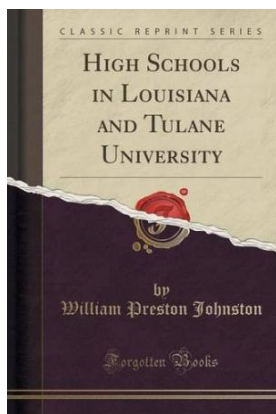 CLASSIC REPRINT SERIES
HIGH SCHOOLS
IN LOUISIANA
AND TULANE
UNIVERSITY
by
William Preston Johnston
Forgotten Books